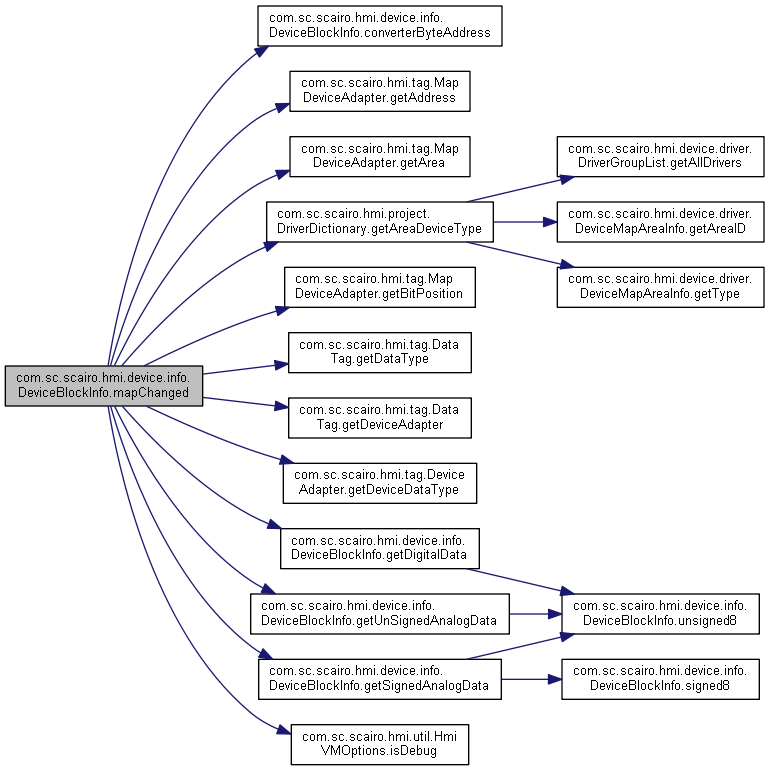 com.sc.scairo.hmi.device.info.
DeviceBlockInfo.mapChanged
com.sc.scairo.hmi.device.info.
DeviceBlockInfo.converterByteAddress
com.sc.scairo.hmi.tag.Map
DeviceAdapter.getAddress
com.sc.scairo.hmi.tag.Map
DeviceAdapter.getArea
com.sc.scairo.hmi.project.
DriverDictionary.getAreaDeviceType
com.sc.scairo.hmi.device.driver.
DriverGroupList.getAllDrivers
com.sc.scairo.hmi.device.driver.
DeviceMapAreaInfo.getAreaID
com.sc.scairo.hmi.device.driver.
DeviceMapAreaInfo.getType
com.sc.scairo.hmi.tag.Map
DeviceAdapter.getBitPosition
com.sc.scairo.hmi.tag.Data
Tag.getDataType
com.sc.scairo.hmi.tag.Data
Tag.getDeviceAdapter
com.sc.scairo.hmi.tag.Device
Adapter.getDeviceDataType
com.sc.scairo.hmi.device.info.
DeviceBlockInfo.getDigitalData
com.sc.scairo.hmi.device.info.
DeviceBlockInfo.getUnSignedAnalogData
com.sc.scairo.hmi.device.info.
DeviceBlockInfo.unsigned8
com.sc.scairo.hmi.device.info.
DeviceBlockInfo.getSignedAnalogData
com.sc.scairo.hmi.device.info.
DeviceBlockInfo.signed8
com.sc.scairo.hmi.util.Hmi
VMOptions.isDebug